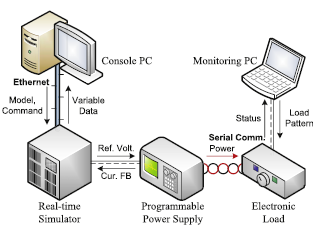 Console PC
Monitoring PC
Ethernet
Model,
Command
Variable
Data
Status
Load
Pattern
Ref. Volt.
Cur. FB
Serial Comm.
Power
Real-time
Simulator
Programmable
Power Supply
Electronic
Load